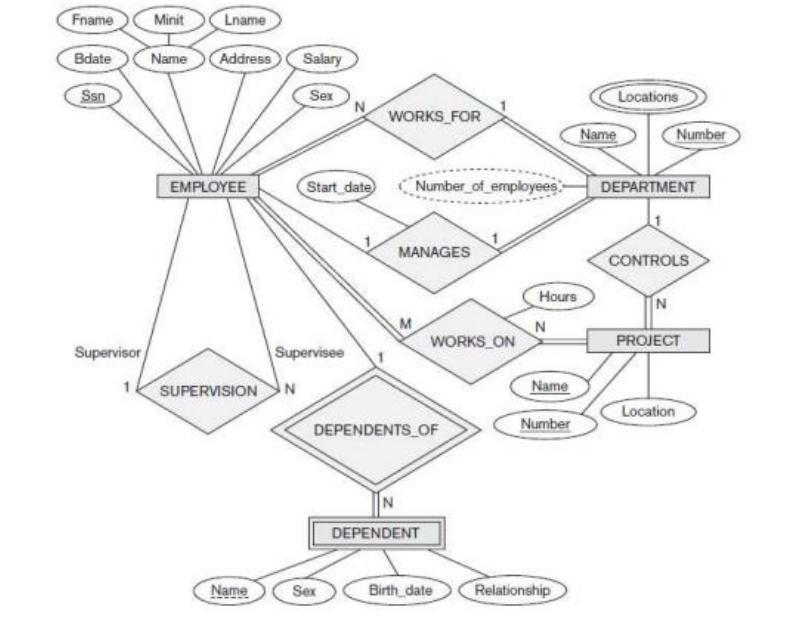 Fname
Minit
Lname
Bdate
Name
Address
Salary
Ssn
Sex
Locations
Name
Number
N
WORKS_FOR
1
EMPLOYEE
Start_date
Number_of_employees
DEPARTMENT
1
MANAGES
1
1
CONTROLS
N
Hours
M
WORKS_ON
N
PROJECT
Supervisor
Supervisee
1
SUPERVISION
N
1
Name
Number
Location
DEPENDENTS_OF
N
DEPENDENT
Name
Sex
Birth_date
Relationship